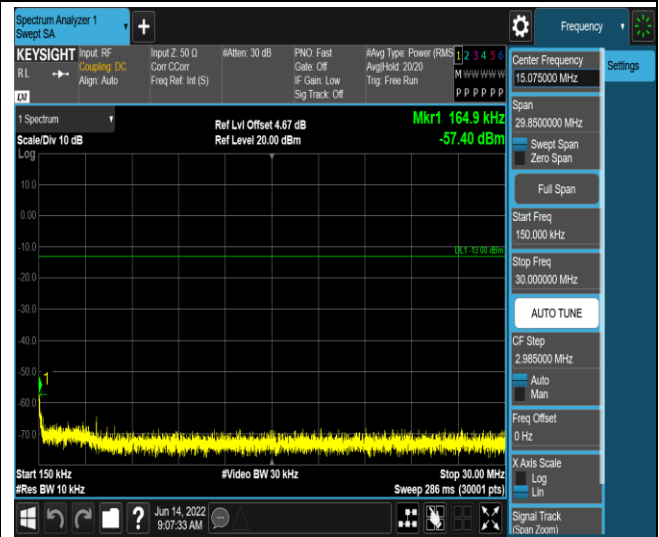 Spectrum Analyzer 1
Swept SA
+
Frequency
KEYSIGHT
RL
LXI
Input: RF
Coupling: DC
Align: Auto
Input Z: 50 Ω
Corr CCorr
Freq Ref: Int (S)
#Atten: 30 dB
PNO: Fast
Gate: Off
IF Gain: Low
Sig Track: Off
#Avg Type: Power (RMS
Avg|Hold: 20/20
Trig: Free Run
1 2 3 4 5 6
M W W W W W
P P P P P P
1 Spectrum
Scale/Div 10 dB
Log
Ref Lvl Offset 4.67 dB
Ref Level 20.00 dBm
Mkr1 164.9 kHz
-57.40 dBm
10.0
0.00
-10.0
DL1 -13.00 dBm
-20.0
-30.0
-40.0
-50.0
1
-60.0
-70.0
Start 150 kHz
#Res BW 10 kHz
#Video BW 30 kHz
Stop 30.00 MHz
Sweep 286 ms (30001 pts)
Jun 14, 2022
9:07:33 AM
?
Center Frequency
15.075000 MHz
Span
29.8500000 MHz
Swept Span
Zero Span
Full Span
Start Freq
150.000 kHz
Stop Freq
30.000000 MHz
AUTO TUNE
CF Step
2.985000 MHz
Auto
Man
Freq Offset
0 Hz
X Axis Scale
Log
Lin
Signal Track
(Span Zoom)
Settings